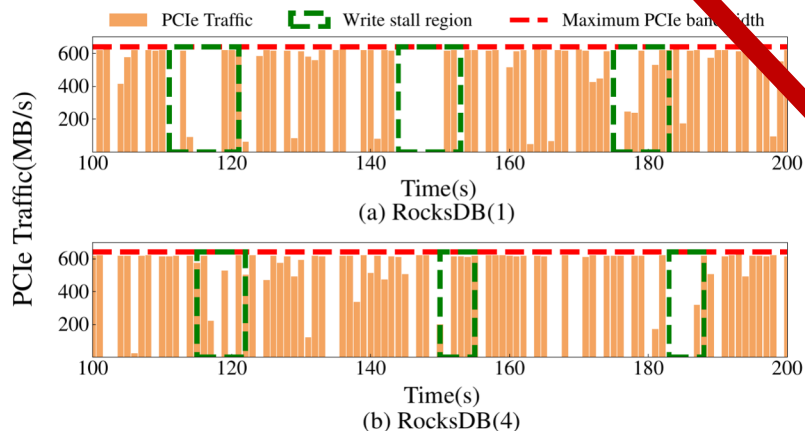 PCIe Traffic Write stall region Maximum PCIe bandwidth
PCIe Traffic(MB/s)
600
400
200
100 120 140 160 180 200
Time(s)
(a) RocksDB(1)
600
400
200
100 120 140 160 180 200
Time(s)
(b) RocksDB(4)